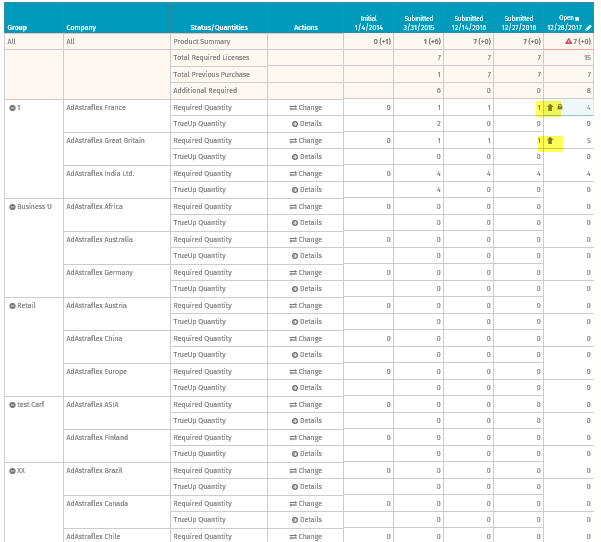 Group Company Status/Quantities Actions Initial 1/4/2014 Submitted 3/31/2015 Submitted 12/14/2016 Submitted 12/27/2016 Open 12/28/2017
All All Product Summary 0 (+1) 1 (+6) 7 (+0) 7 (+0) 7 (+0)
Total Required Licenses 7 7 7 15
Total Previous Purchase 1 7 7 7
Additional Required 6 0 0 8
1 AdAstraflex France Required Quantity Change 0 1 1 1 4
TrueUp Quantity Details 2 0 0 0
AdAstraflex Great Britain Required Quantity Change 0 1 1 1 5
TrueUp Quantity Details 0 0 0 0
AdAstraflex India Ltd. Required Quantity Change 0 4 4 4 4
TrueUp Quantity Details 4 0 0 0
Business U AdAstraflex Africa Required Quantity Change 0 0 0 0 0
TrueUp Quantity Details 0 0 0 0
AdAstraflex Australia Required Quantity Change 0 0 0 0 0
TrueUp Quantity Details 0 0 0 0
AdAstraflex Germany Required Quantity Change 0 0 0 0 0
TrueUp Quantity Details 0 0 0 0
Retail AdAstraflex Austria Required Quantity Change 0 0 0 0 0
TrueUp Quantity Details 0 0 0 0
AdAstraflex China Required Quantity Change 0 0 0 0 0
TrueUp Quantity Details 0 0 0 0
AdAstraflex Europe Required Quantity Change 0 0 0 0 0
TrueUp Quantity Details 0 0 0 0
test Carf AdAstraflex ASIA Required Quantity Change 0 0 0 0 0
TrueUp Quantity Details 0 0 0 0
AdAstraflex Finland Required Quantity Change 0 0 0 0 0
TrueUp Quantity Details 0 0 0 0
XX AdAstraflex Brazil Required Quantity Change 0 0 0 0 0
TrueUp Quantity Details 0 0 0 0
AdAstraflex Canada Required Quantity Change 0 0 0 0 0
TrueUp Quantity Details 0 0 0 0
AdAstraflex Chile Required Quantity Change 0 0 0 0 0